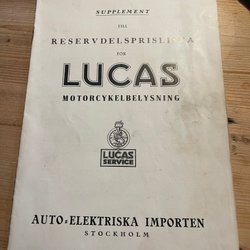 SUPPLEMENT
TILL
RESERVDELSPRISLISTA
FÖR
LUCAS
MOTORCYKELBELYSNING
LUCAS
SERVICE
AUTO-ELEKTRISKA IMPORTEN
STOCKHOLM